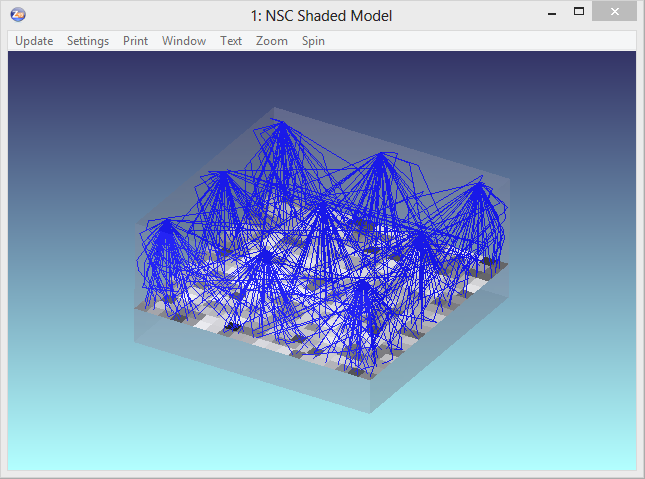 1: NSC Shaded Model
Update Settings Print Window Text Zoom Spin